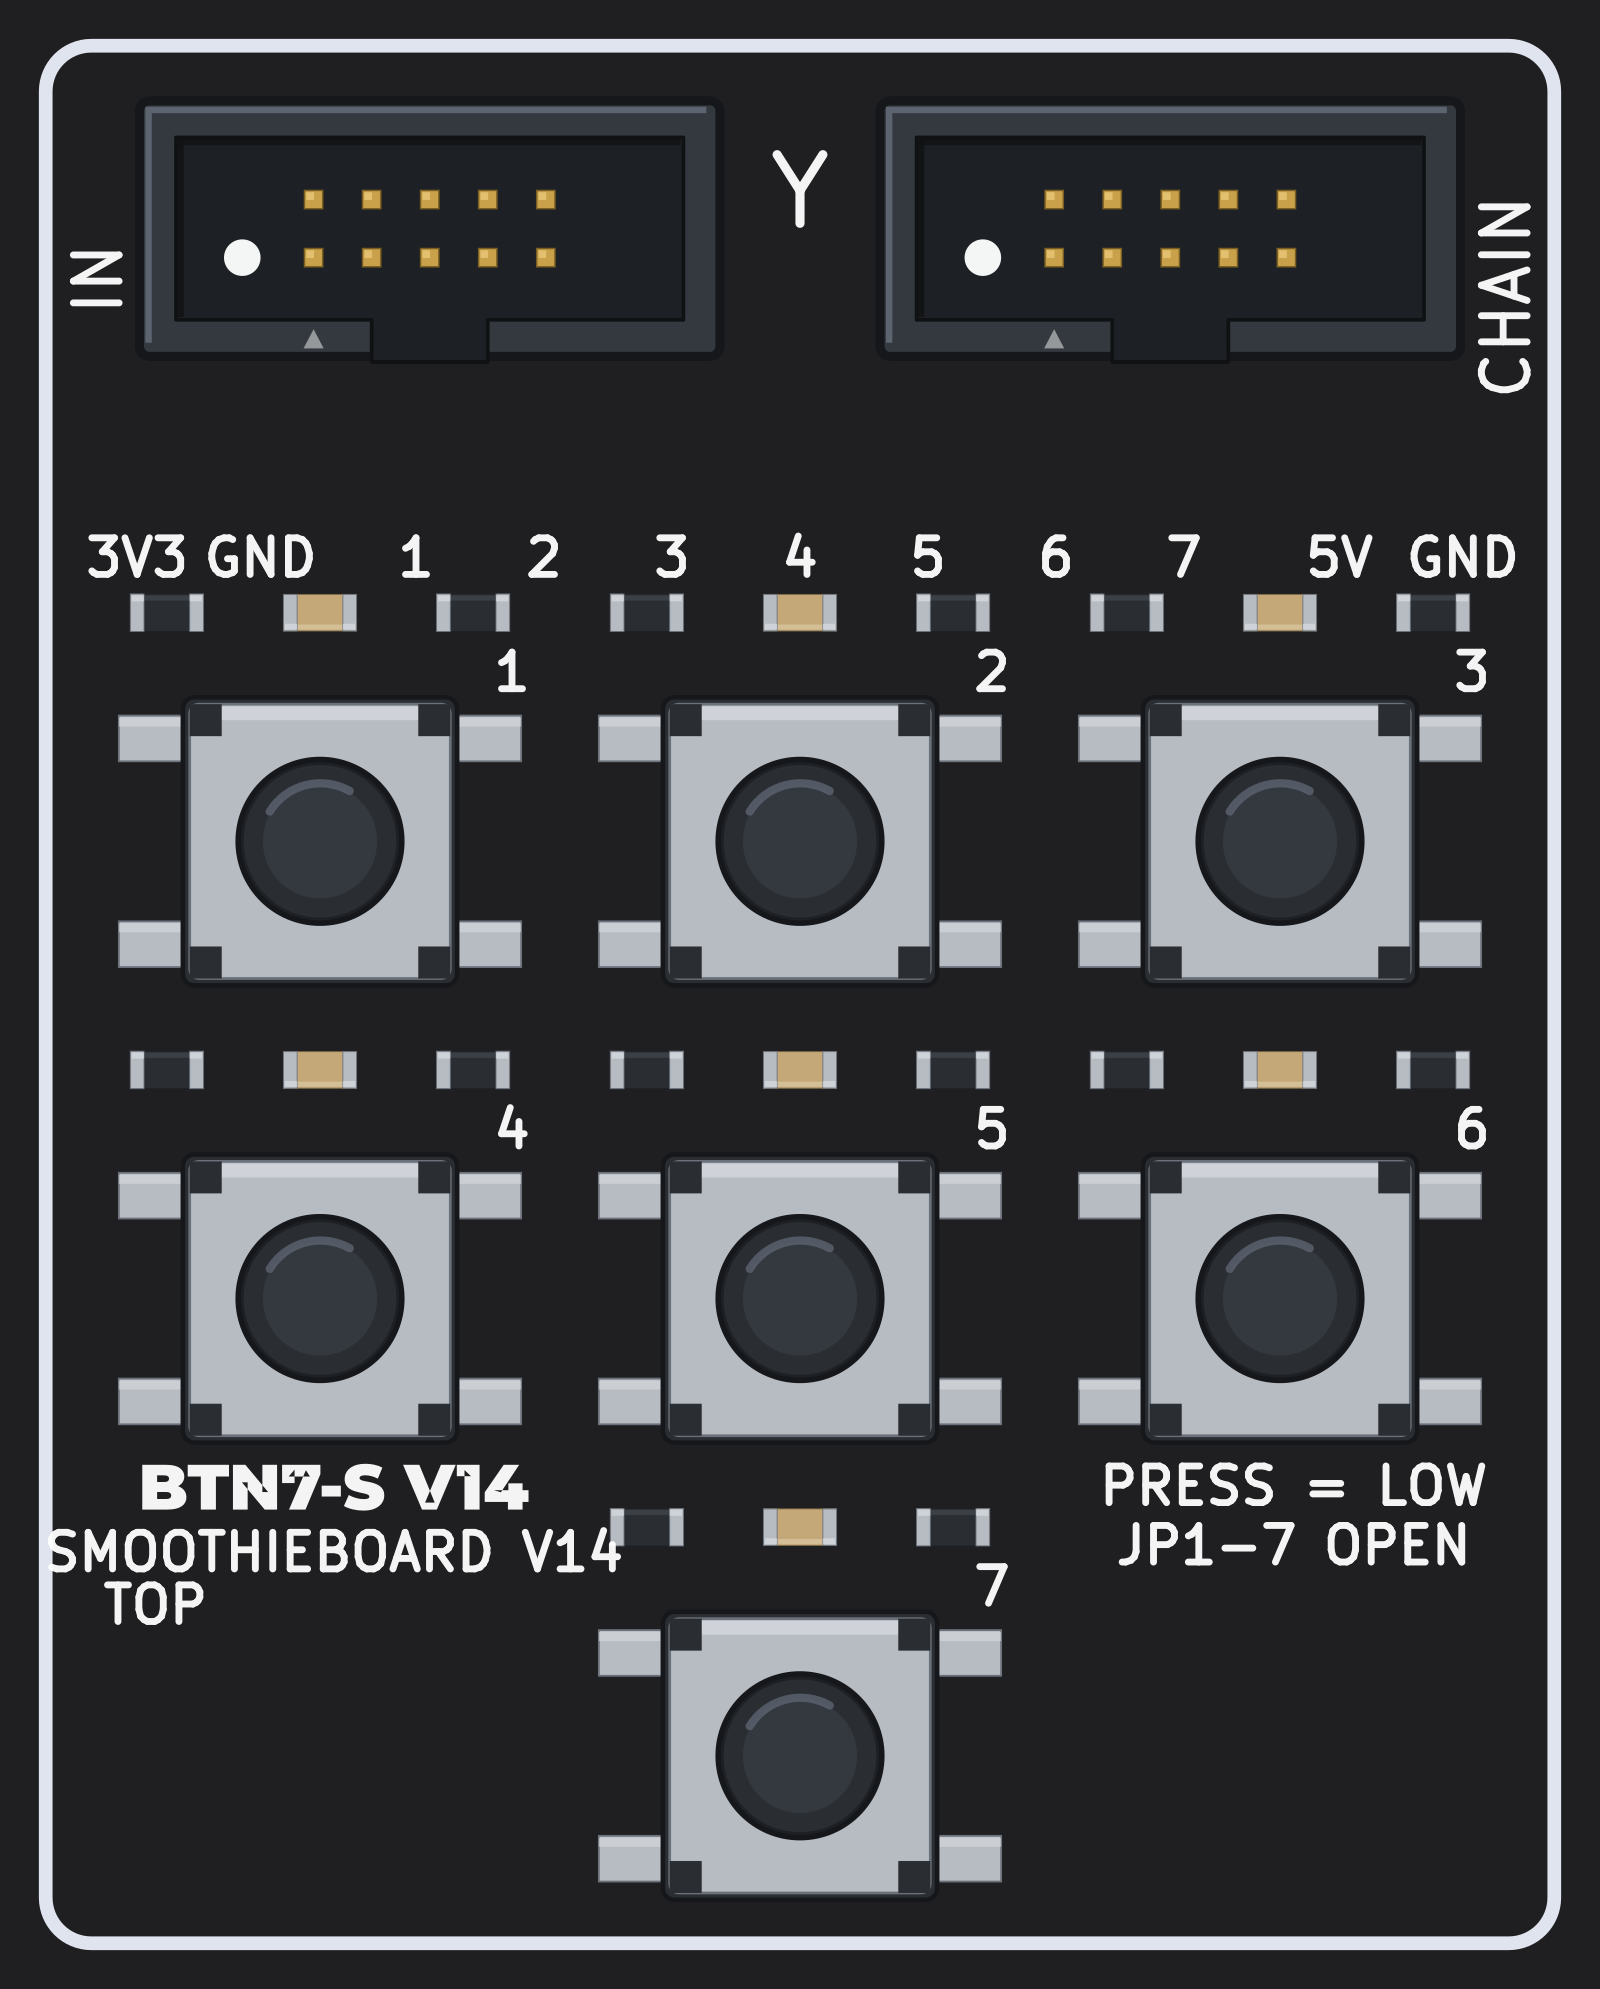 Y
IN
CHAIN
3V3 GND 1 2 3 4 5 6 7 5V GND
1 2 3
4 5 6
BTN7-S V14
SMOOTHIEBOARD V14
TOP
PRESS = LOW
JP1-7 OPEN
7